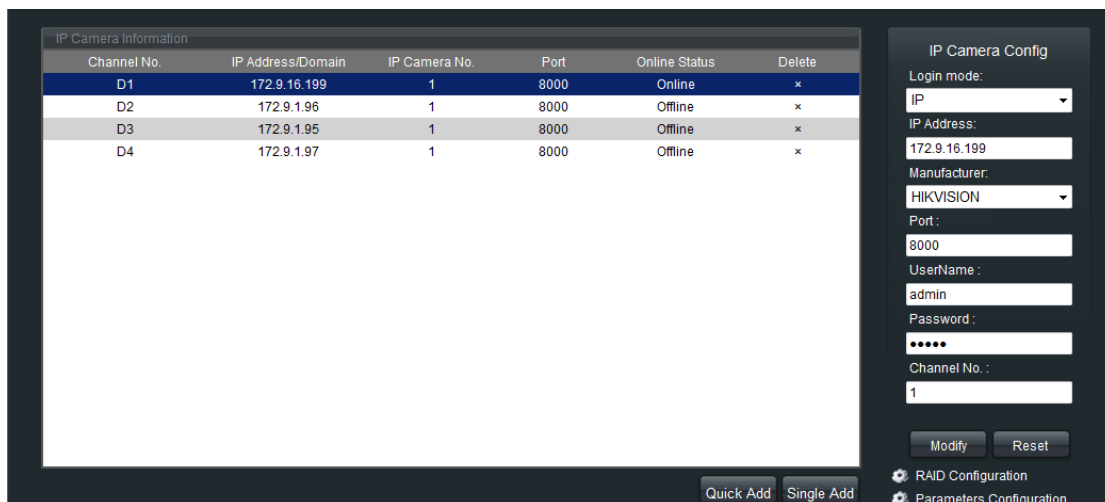 IP Camera Information
Channel No. IP Address/Domain IP Camera No. Port Online Status Delete
D1 172.9.16.199 1 8000 Online ×
D2 172.9.1.96 1 8000 Offline ×
D3 172.9.1.95 1 8000 Offline ×
D4 172.9.1.97 1 8000 Offline ×
Quick Add Single Add
IP Camera Config
Login mode:
IP
IP Address:
172.9.16.199
Manufacturer:
HIKVISION
Port :
8000
UserName :
admin
Password :
•••••
Channel No. :
1
Modify Reset
RAID Configuration
Parameters Configuration